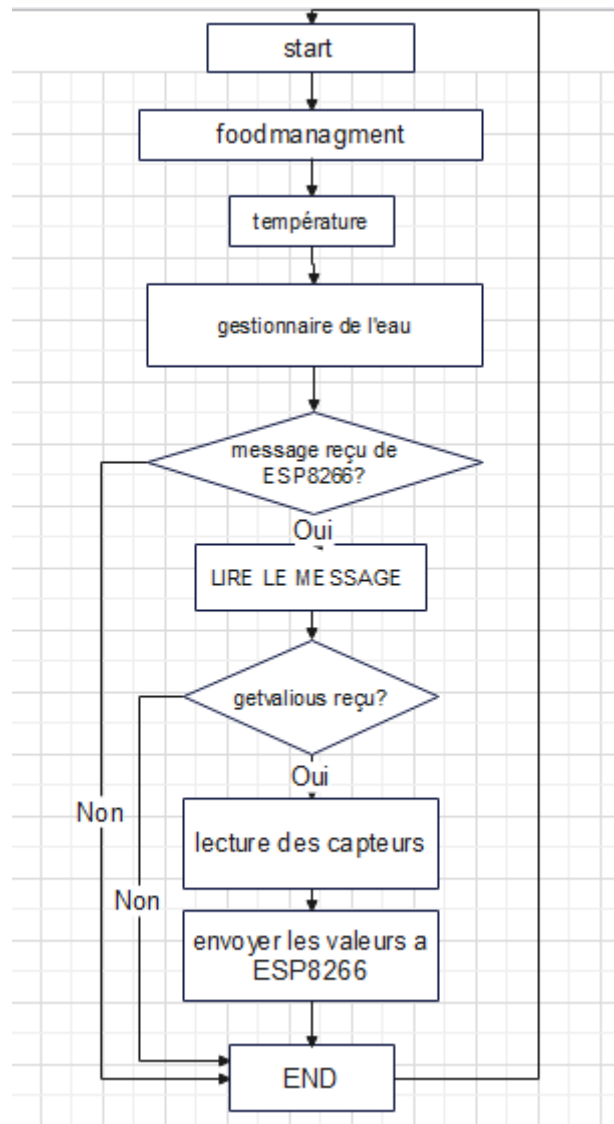 start
foodmanagment
température
gestionnaire de l'eau
message reçu de
ESP8266?
Oui
LIRE LE MESSAGE
getvalious reçu?
Oui
Non
lecture des capteurs
Non
envoyer les valeurs a
ESP8266
END